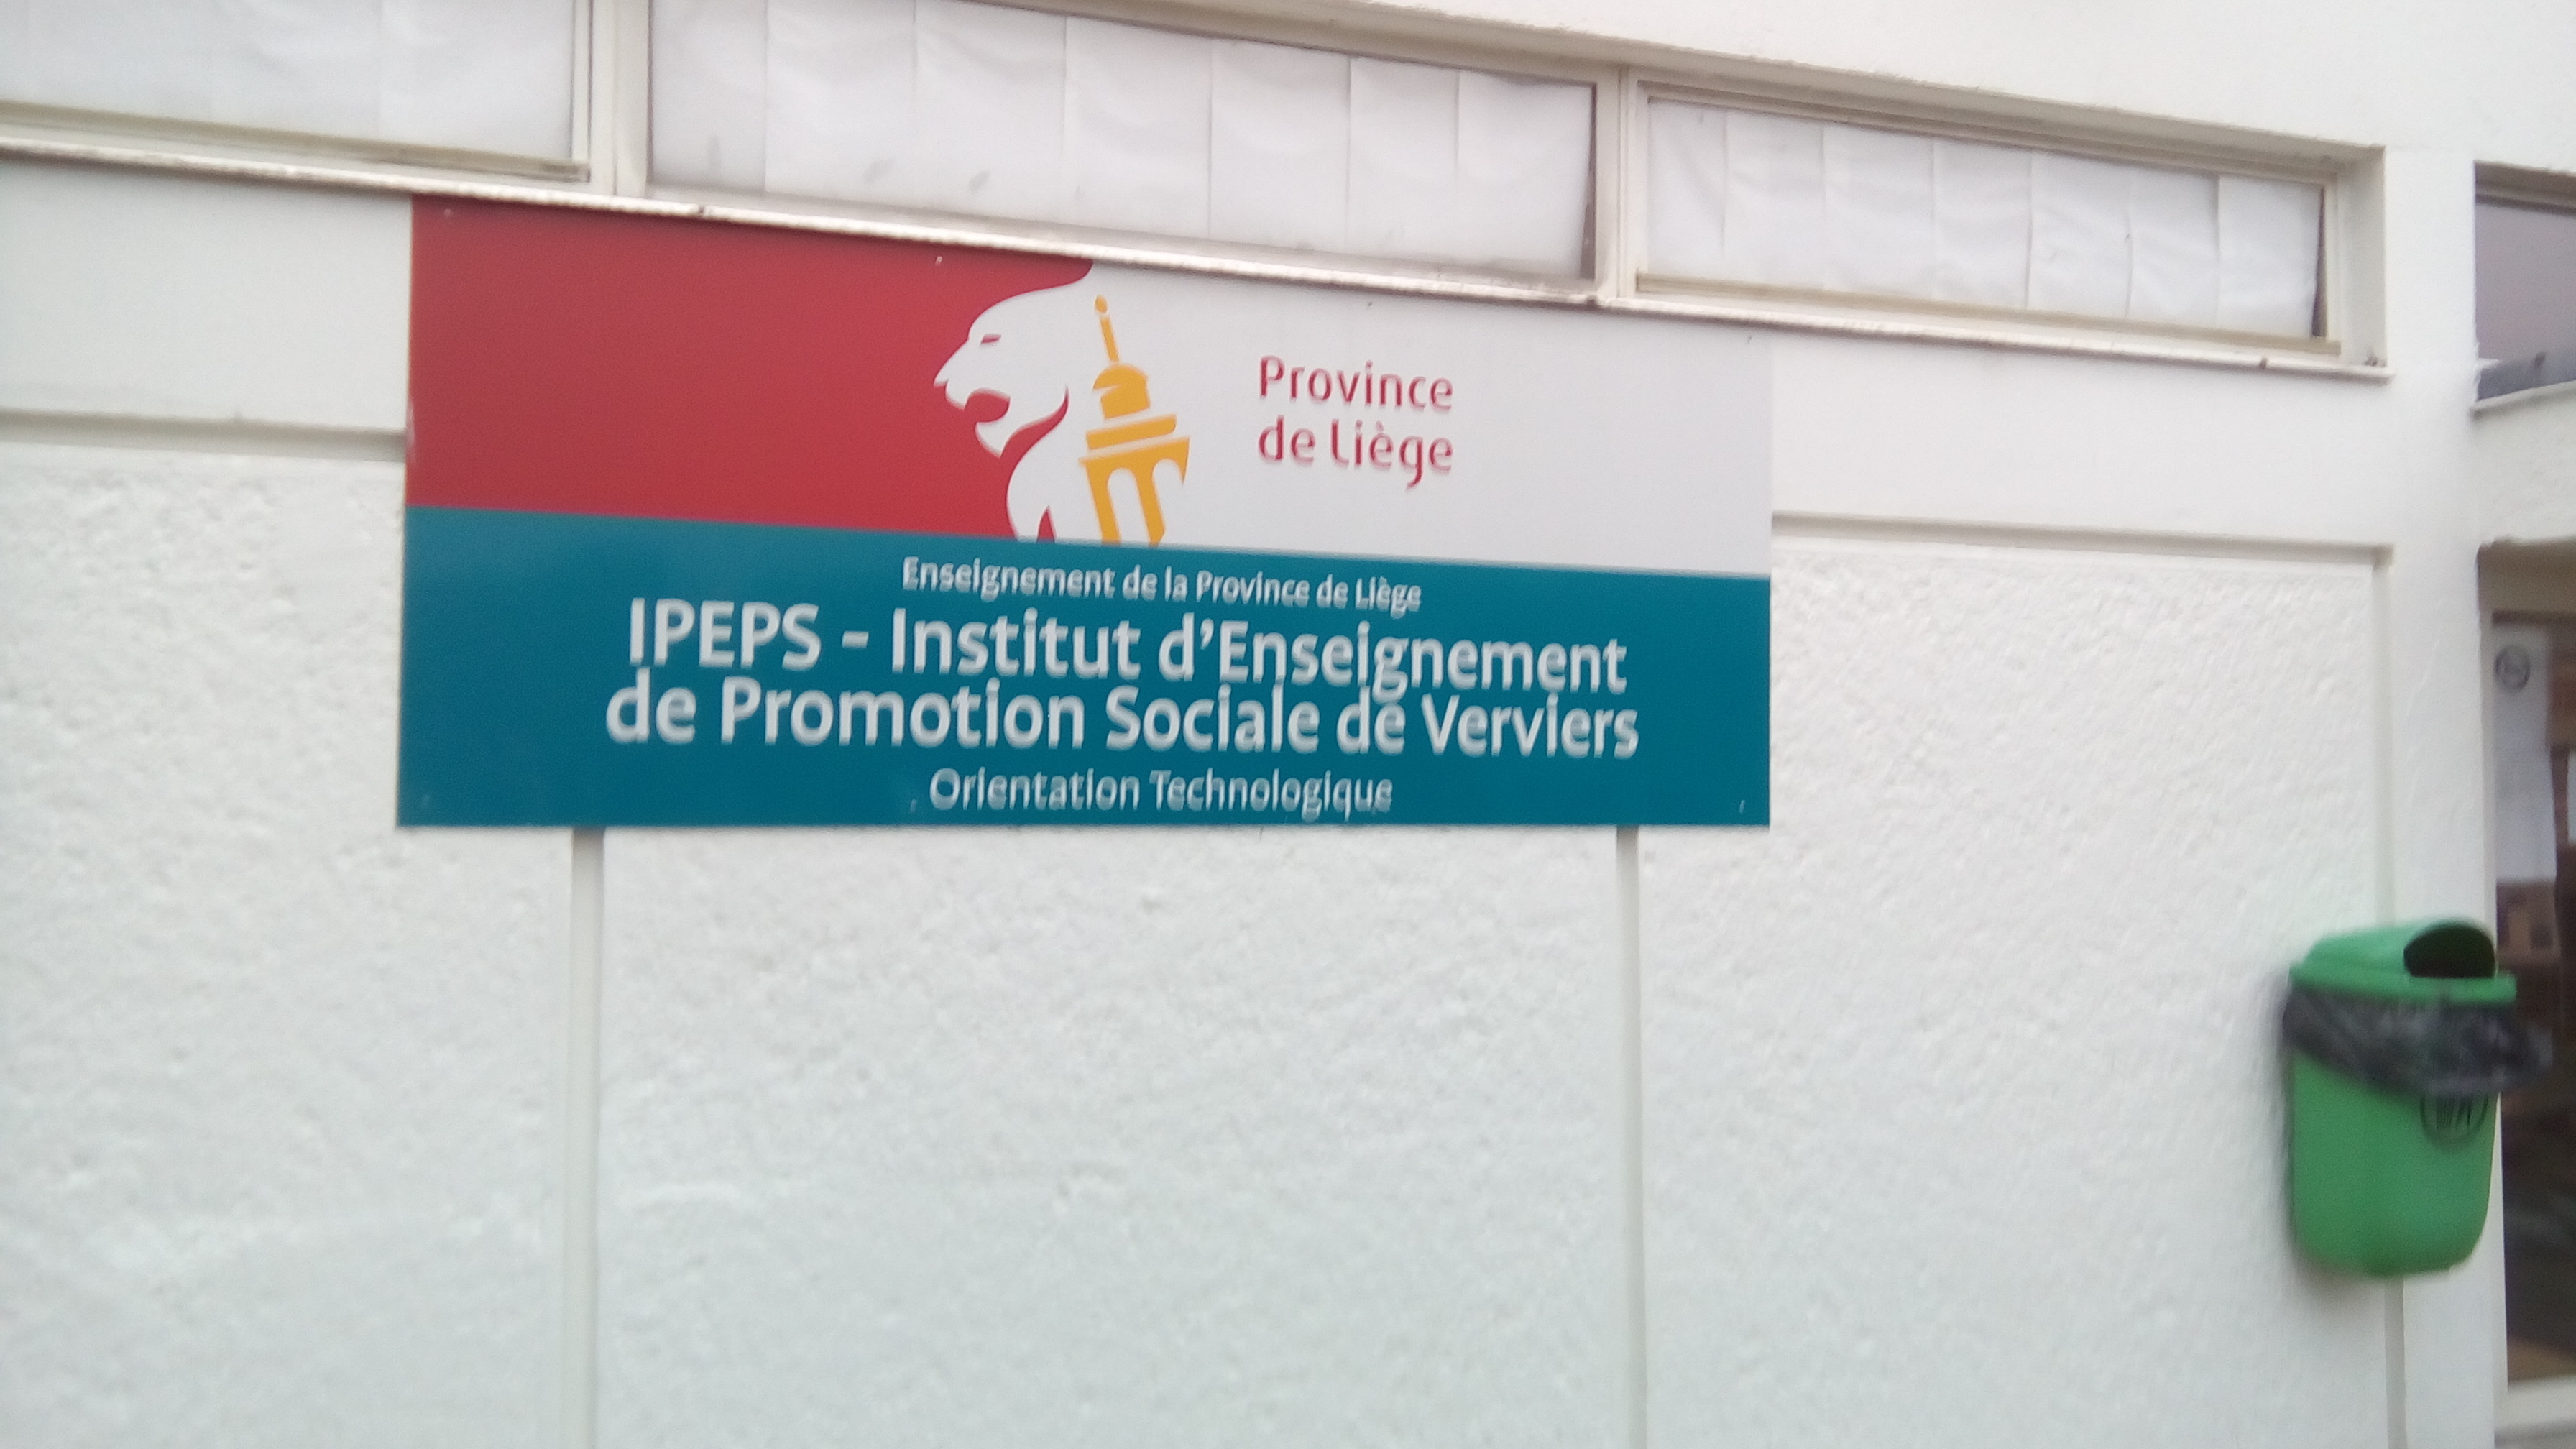 Province
de Liège
Enseignement de la Province de Liège
IPEPS - Institut d'Enseignement
de Promotion Sociale de Verviers
Orientation Technologique